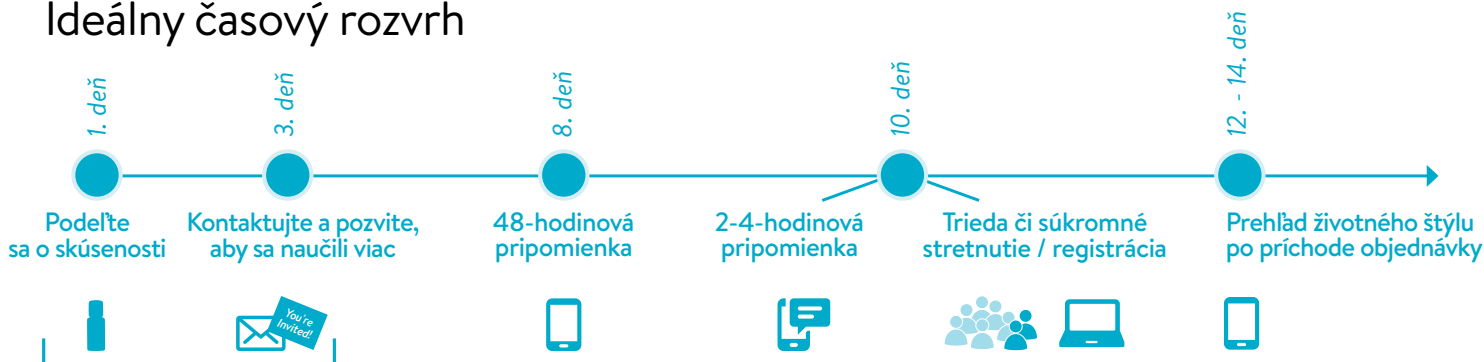 Ideálny časový rozvrh
1. deň
3. deň
8. deň
10. deň
12. - 14. deň
Podeľte
sa o skúsenosti
Kontaktujte a pozvite,
aby sa naučili viac
48-hodinová
pripomienka
2-4-hodinová
pripomienka
Trieda či súkromné
stretnutie / registrácia
Prehľad životného štýlu
po príchode objednávky
You're
Invited!